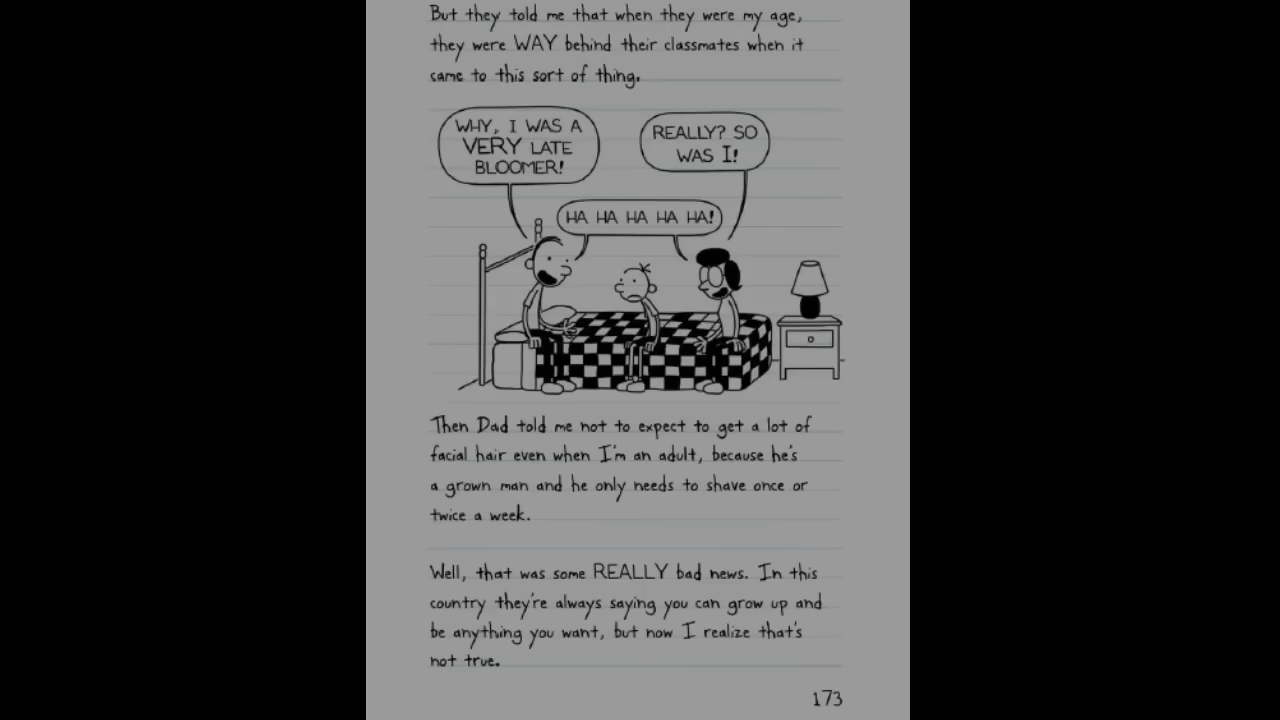 But they told me that when they were my age,
they were WAY behind their classmates when it
came to this sort of thing.
WHY, I WAS A
VERY LATE
BLOOMER!
REALLY? SO
WAS I!
HA HA HA HA HA!
Then Dad told me not to expect to get a lot of
facial hair even when I'm an adult, because he's
a grown man and he only needs to shave once or
twice a week.
Well, that was some REALLY bad news. In this
country they're always saying you can grow up and
be anything you want, but now I realize that's
not true.
173